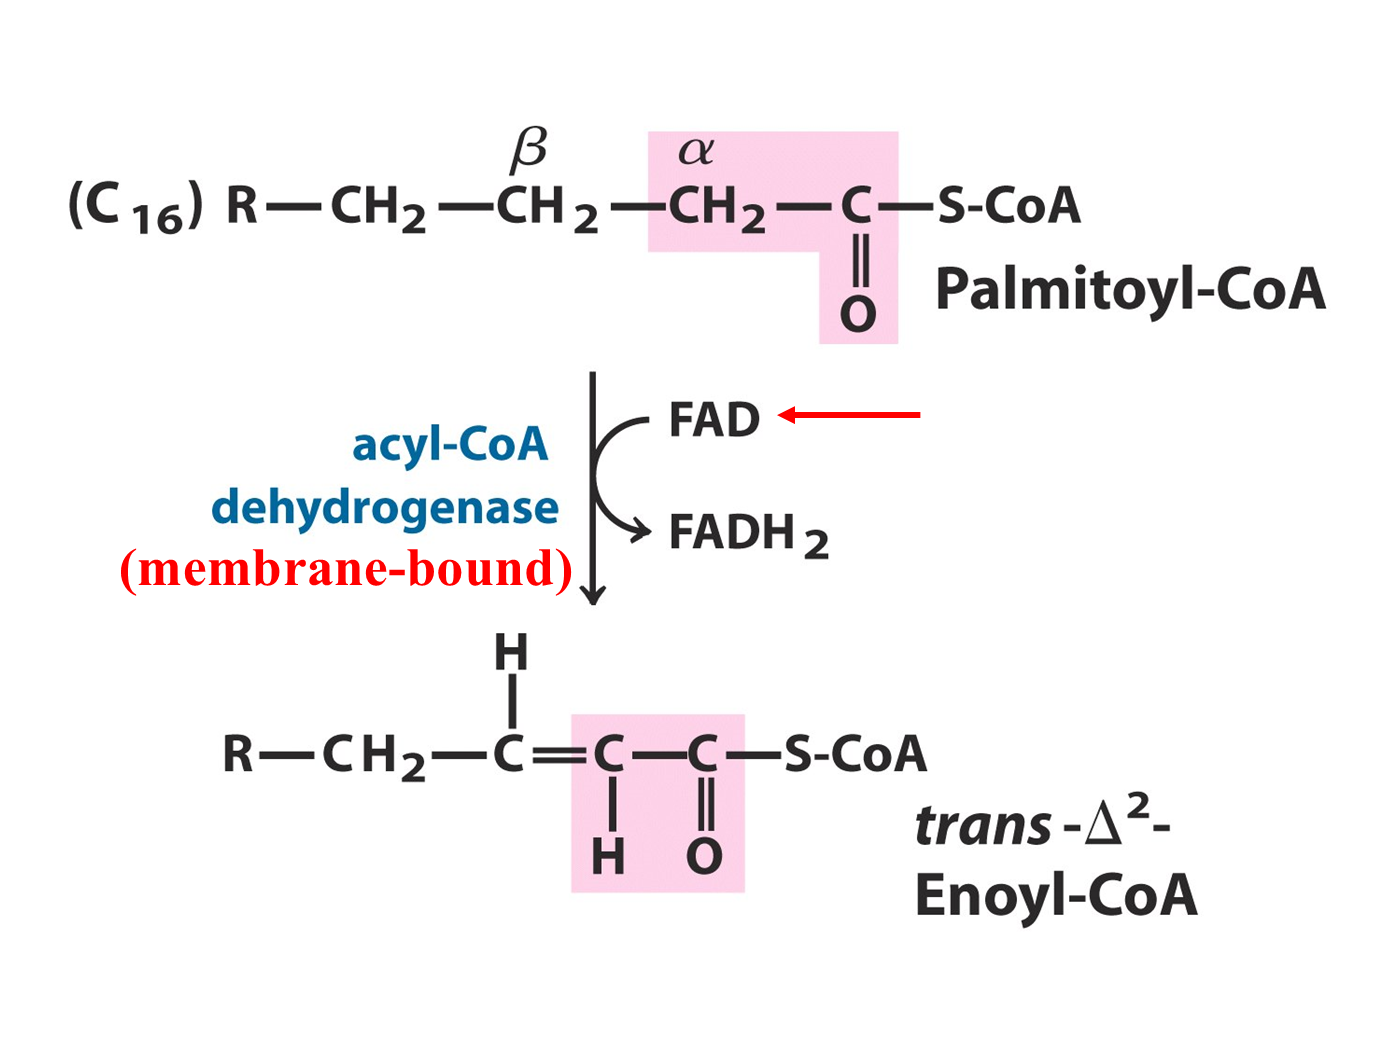 β α
(C 16) R—CH2—CH2—CH2—C—S-CoA
O
Palmitoyl-CoA
FAD
acyl-CoA
dehydrogenase
FADH2
(membrane-bound)
H
R—CH2—C=C—C—S-CoA
H O
trans-Δ2-
Enoyl-CoA